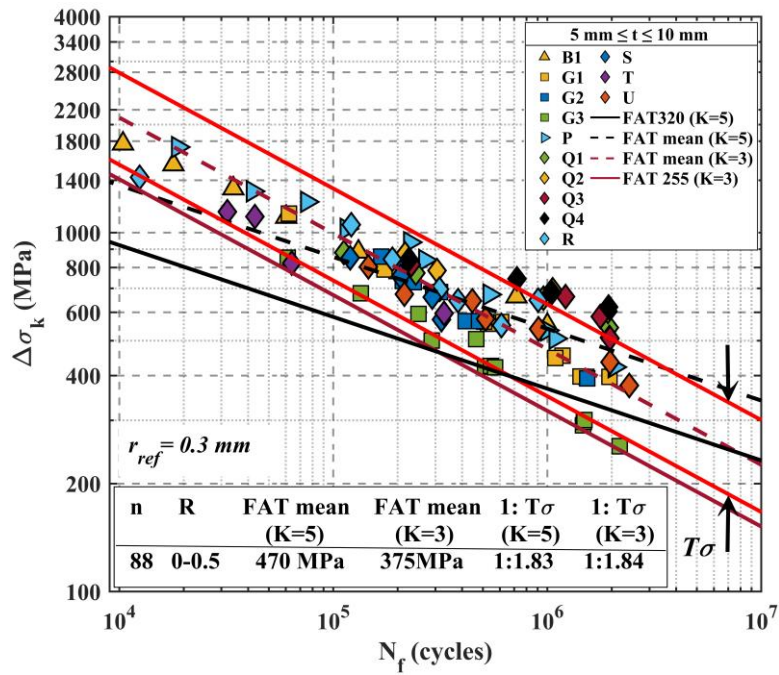 4000
3400
2800
2200
1800
1400
1000
800
600
400
200
100
Δσk (MPa)
5 mm ≤ t ≤ 10 mm
B1 S
G1 T
G2 U
G3 FAT320 (K=5)
P FAT mean (K=5)
Q1 FAT mean (K=3)
Q2 FAT 255 (K=3)
Q3
Q4
R
r_ref = 0.3 mm
n R FAT mean FAT mean 1: Tσ 1: Tσ
(K=5) (K=3) (K=5) (K=3)
88 0-0.5 470 MPa 375MPa 1:1.83 1:1.84
Tσ
10^4 10^5 10^6 10^7
N_f (cycles)